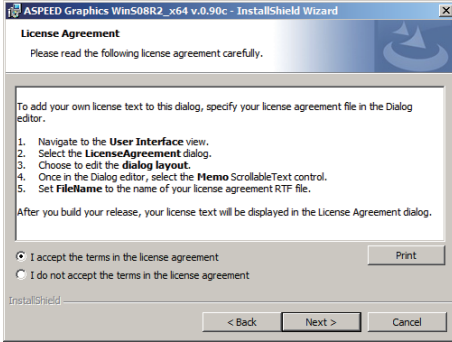 ASPEED Graphics WinS08R2_x64 v.0.90c - InstallShield Wizard
License Agreement
Please read the following license agreement carefully.
To add your own license text to this dialog, specify your license agreement file in the Dialog
editor.
1. Navigate to the User Interface view.
2. Select the LicenseAgreement dialog.
3. Choose to edit the dialog layout.
4. Once in the Dialog editor, select the Memo ScrollableText control.
5. Set FileName to the name of your license agreement RTF file.
After you build your release, your license text will be displayed in the License Agreement dialog.
I accept the terms in the license agreement
Print
I do not accept the terms in the license agreement
InstallShield
< Back Next > Cancel